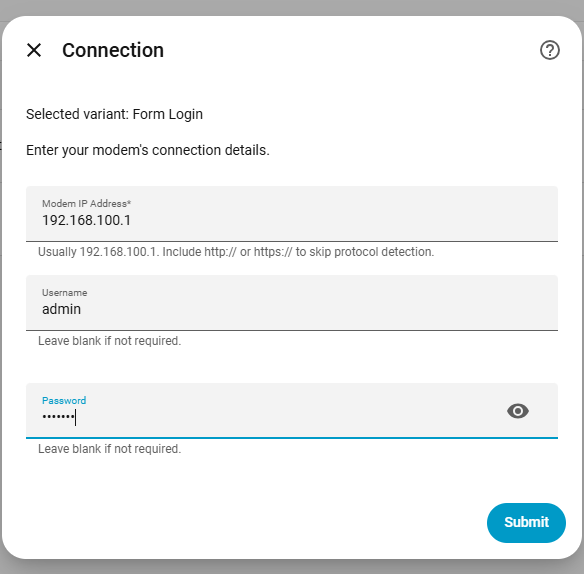 Connection
Selected variant: Form Login
Enter your modem's connection details.
Modem IP Address*
192.168.100.1
Usually 192.168.100.1. Include http:// or https:// to skip protocol detection.
Username
admin
Leave blank if not required.
Password
•••••••
Leave blank if not required.
Submit